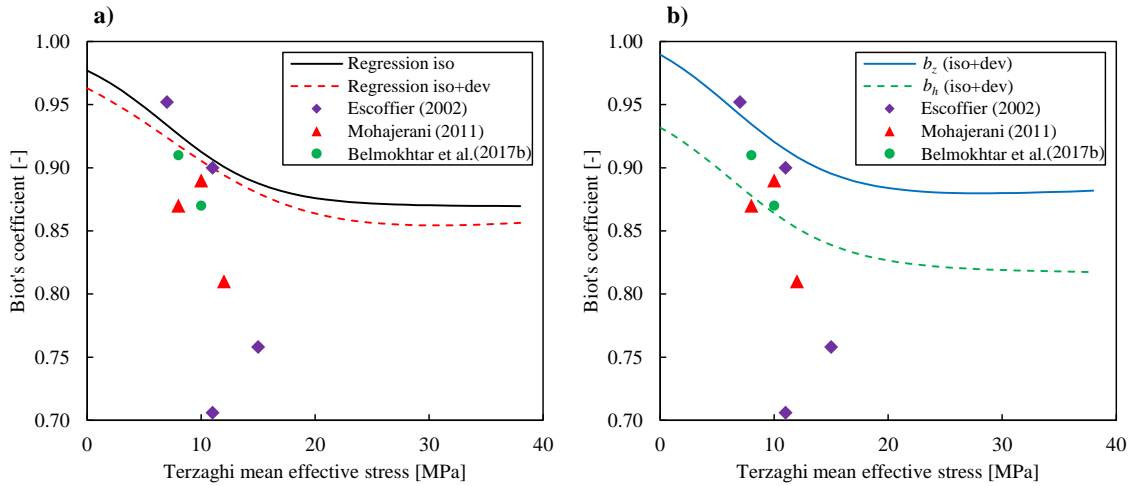 a)
1.00
0.95
0.90
0.85
0.80
0.75
0.70
Biot's coefficient [-]
0
10
20
30
40
Terzaghi mean effective stress [MPa]
Regression iso
Regression iso+dev
Escoffier (2002)
Mohajerani (2011)
Belmokhtar et al.(2017b)
b)
1.00
0.95
0.90
0.85
0.80
0.75
0.70
Biot's coefficient [-]
0
10
20
30
40
Terzaghi mean effective stress [MPa]
b_z (iso+dev)
b_h (iso+dev)
Escoffier (2002)
Mohajerani (2011)
Belmokhtar et al.(2017b)